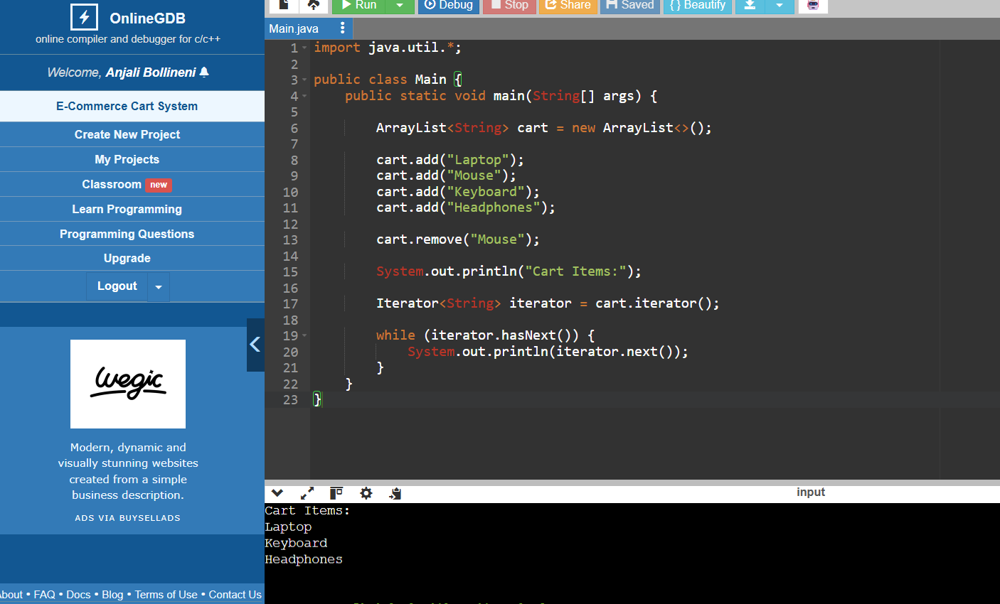 OnlineGDB
online compiler and debugger for c/c++
Welcome, Anjali Bollineni
E-Commerce Cart System
Create New Project
My Projects
Classroom new
Learn Programming
Programming Questions
Upgrade
Logout
wegic
Modern, dynamic and
visually stunning websites
created from a simple
business description.
ADS VIA BUYSELLADS
About • FAQ • Docs • Blog • Terms of Use • Contact Us
Run Debug Stop Share Saved { } Beautify
Main.java
1 import java.util.*;
2
3 public class Main {
4     public static void main(String[] args) {
5
6         ArrayList<String> cart = new ArrayList<>();
7
8         cart.add("Laptop");
9         cart.add("Mouse");
10         cart.add("Keyboard");
11         cart.add("Headphones");
12
13         cart.remove("Mouse");
14
15         System.out.println("Cart Items:");
16
17         Iterator<String> iterator = cart.iterator();
18
19         while (iterator.hasNext()) {
20             System.out.println(iterator.next());
21         }
22     }
23 }
input
Cart Items:
Laptop
Keyboard
Headphones